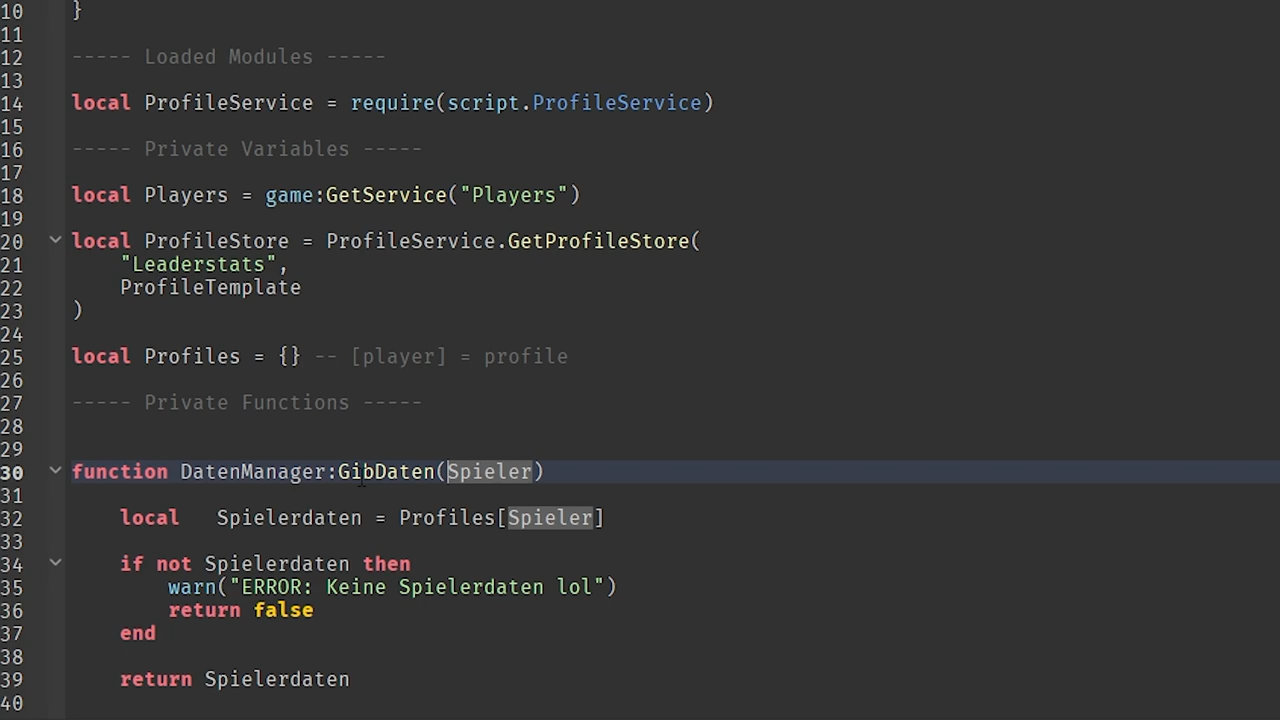 10 }
11
12 ----- Loaded Modules -----
13
14 local ProfileService = require(script.ProfileService)
15
16 ----- Private Variables -----
17
18 local Players = game:GetService("Players")
19
20 local ProfileStore = ProfileService.GetProfileStore(
21 "Leaderstats",
22 ProfileTemplate
23 )
24
25 local Profiles = {} -- [player] = profile
26
27 ----- Private Functions -----
28
29
30 function DatenManager:GibDaten(Spieler)
31
32 local Spielerdaten = Profiles[Spieler]
33
34 if not Spielerdaten then
35 warn("ERROR: Keine Spielerdaten lol")
36 return false
37 end
38
39 return Spielerdaten
40